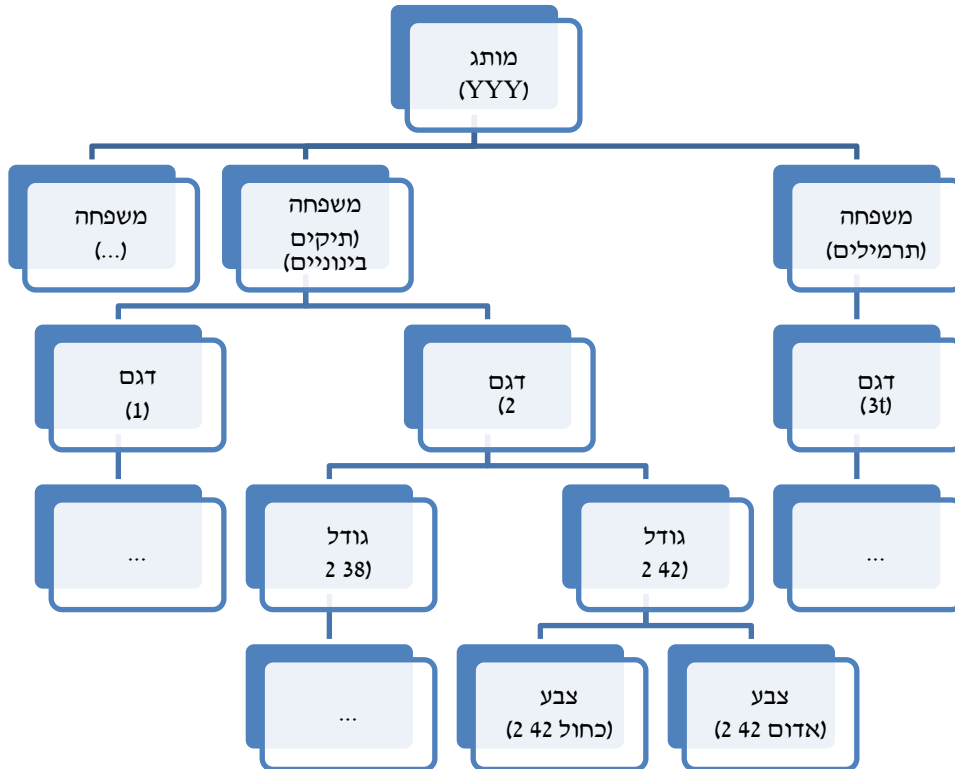 מותג
(YYY)
משפחה
(תרמילים)
משפחה
(תיקים
בינוניים)
משפחה
(...)
דגם
(3t)
דגם
(2
דגם
(1)
...
גודל
2 42)
גודל
2 38)
...
צבע
(אדום 42 2)
צבע
(כחול 42 2)
...